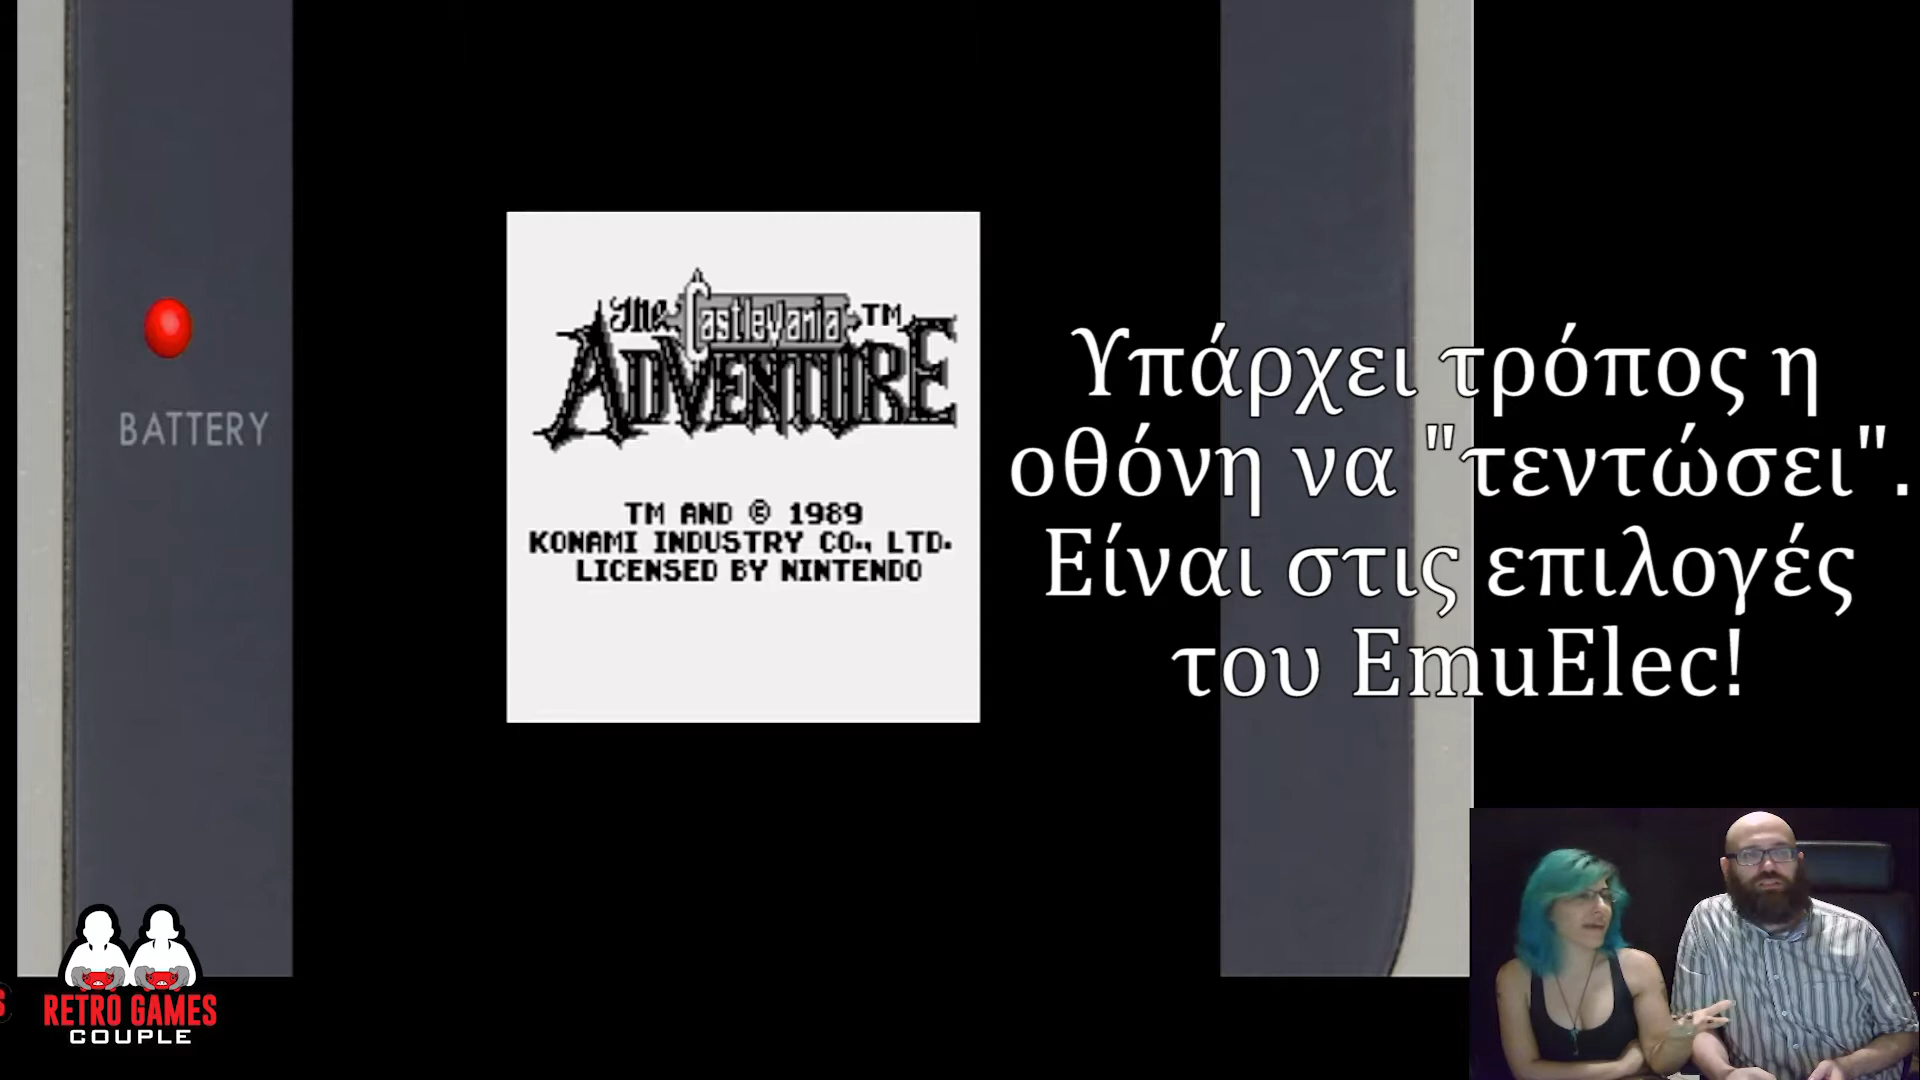 BATTERY
The Castlevania TM
ADVENTURE
TM AND © 1989
KONAMI INDUSTRY CO., LTD.
LICENSED BY NINTENDO
Υπάρχει τρόπος η
οθόνη να "τεντώσει".
Είναι στις επιλογές
του EmuElec!
S
RETRO GAMES
COUPLE